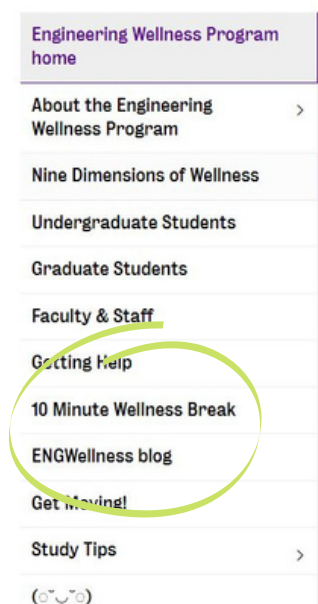 Engineering Wellness Program
home
About the Engineering
Wellness Program
Nine Dimensions of Wellness
Undergraduate Students
Graduate Students
Faculty & Staff
Getting Help
10 Minute Wellness Break
ENGWellness blog
Get Moving!
Study Tips
(○˘◡˘○)